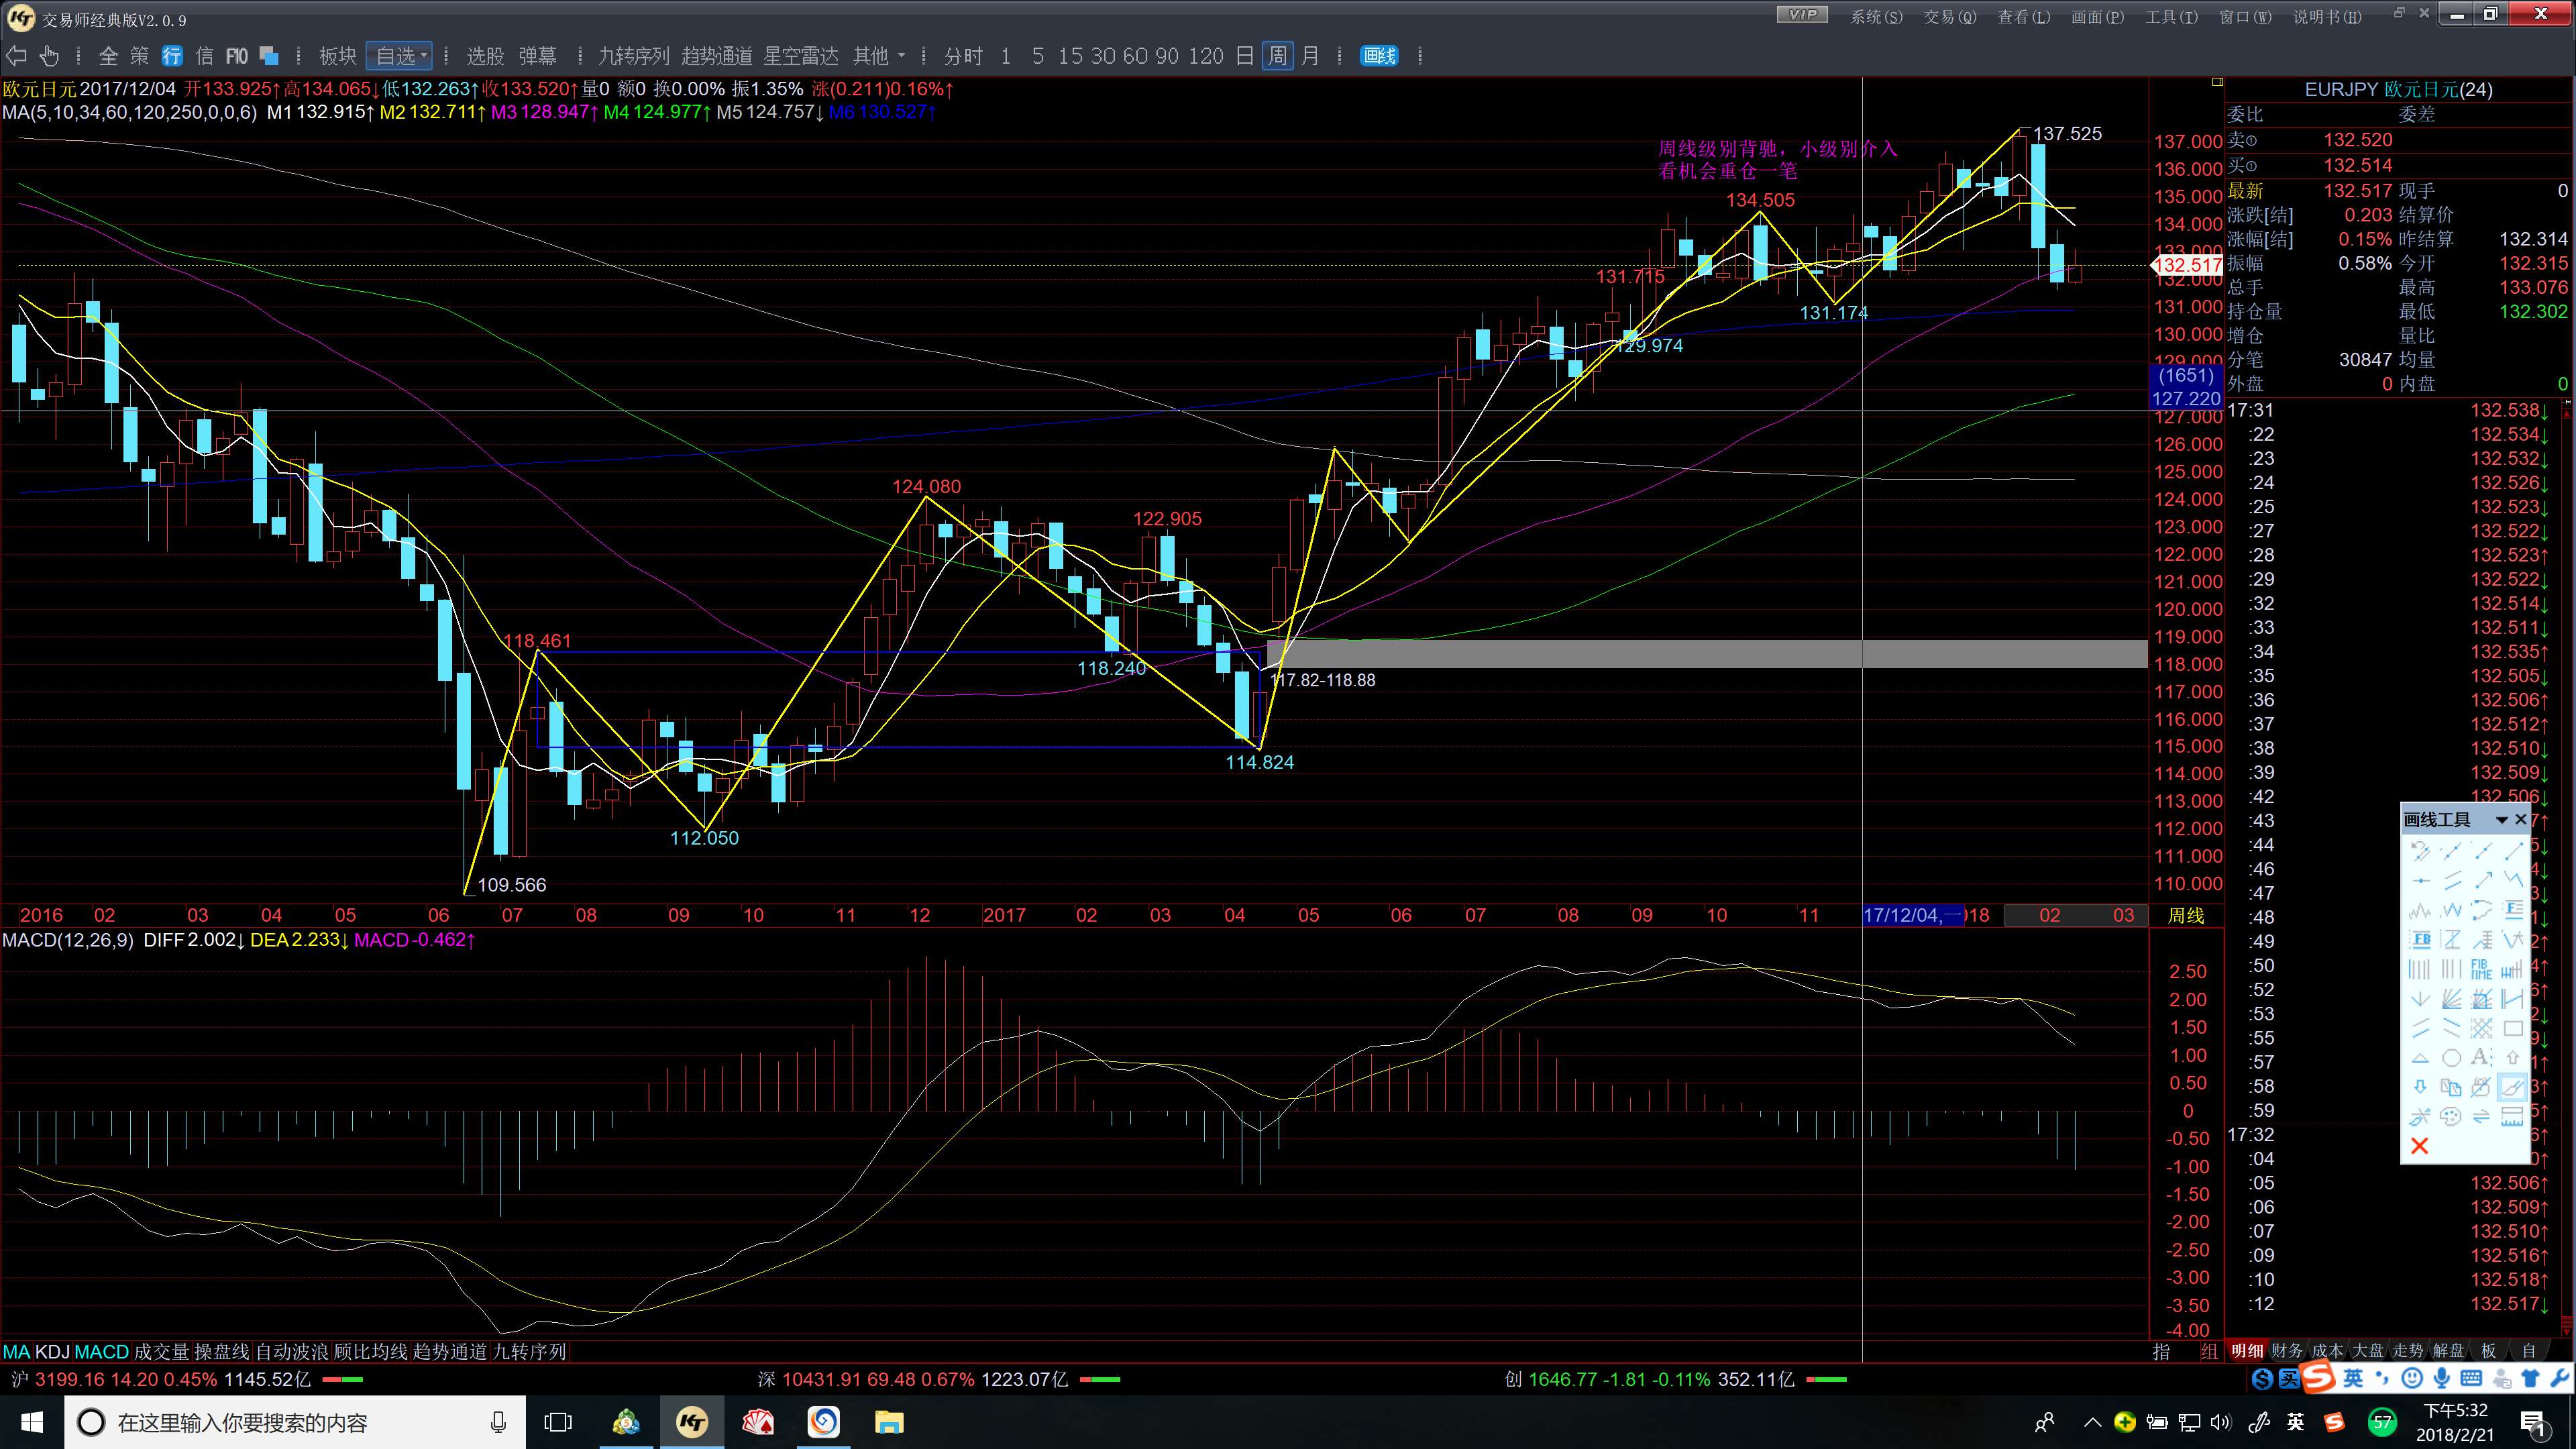 交易师经典版V2.0.9
VIP 系统(S) 交易(Q) 查看(L) 画面(P) 工具(T) 窗口(W) 说明书(H)
全 策 行 信 F10 板块 自选 选股 弹幕 九转序列 趋势通道 星空雷达 其他 分时 1 5 15 30 60 90 120 日 周 月 画线
欧元日元 2017/12/04 开133.925↑高134.065↓低132.263↑收133.520↑量0 额0 换0.00% 振1.35% 涨(0.211)0.16%↑
MA(5,10,34,60,120,250,0,0,6) M1 132.915↑ M2 132.711↑ M3 128.947↑ M4 124.977↑ M5 124.757↓ M6 130.527↑
周线级别背驰，小级别介入
看机会重仓一笔
137.525
134.505
131.715
131.174
129.974
124.080
122.905
118.461
118.240
117.82-118.88
114.824
112.050
109.566
137.000
136.000
135.000
134.000
133.000
132.517
132.000
131.000
130.000
129.000
(1651)
127.220
127.000
126.000
125.000
124.000
123.000
122.000
121.000
120.000
119.000
118.000
117.000
116.000
115.000
114.000
113.000
112.000
111.000
110.000
2016 02 03 04 05 06 07 08 09 10 11 12 2017 02 03 04 05 06 07 08 09 10 11 17/12/04,一 018 02 03 周线
MACD(12,26,9) DIFF 2.002↓ DEA 2.233↓ MACD -0.462↑
2.50
2.00
1.50
1.00
0.50
0
-0.50
-1.00
-1.50
-2.00
-2.50
-3.00
-3.50
-4.00
MA KDJ MACD 成交量 操盘线 自动波浪 顾比均线 趋势通道 九转序列 指 组
EURJPY 欧元日元(24)
委比 委差
卖① 132.520
买① 132.514
最新 132.517 现手 0
涨跌[结] 0.203 结算价
涨幅[结] 0.15% 昨结算 132.314
振幅 0.58% 今开 132.315
总手 最高 133.076
持仓量 最低 132.302
增仓 量比
分笔 30847 均量
外盘 0 内盘 0
17:31 132.538↓
:22 132.534↓
:23 132.532↓
:24 132.526↓
:25 132.523↓
:27 132.522↓
:28 132.523↑
:29 132.522↓
:32 132.514↓
:33 132.511↓
:34 132.535↑
:35 132.505↓
:36 132.506↑
:37 132.512↑
:38 132.510↓
:39 132.509↓
:42 132.506↓
:43 7↑
:44 5↓
:46 4↓
:47 3↓
:48 1↓
:49 2↑
:50 4↑
:52 6↑
:53 2↓
:55 9↓
:57 1↑
:58 3↑
:59 5↑
17:32 6↑
:04 0↑
:05 132.506↑
:06 132.509↑
:07 132.510↑
:09 132.516↑
:10 132.518↑
:12 132.517↓
画线工具
FB
FIB
TIME
A
明细 财务 成本 大盘 走势 解盘 板 自
沪 3199.16 14.20 0.45% 1145.52亿 深 10431.91 69.48 0.67% 1223.07亿 创 1646.77 -1.81 -0.11% 352.11亿
英
在这里输入你要搜索的内容
英 57 下午5:32
2018/2/21
1